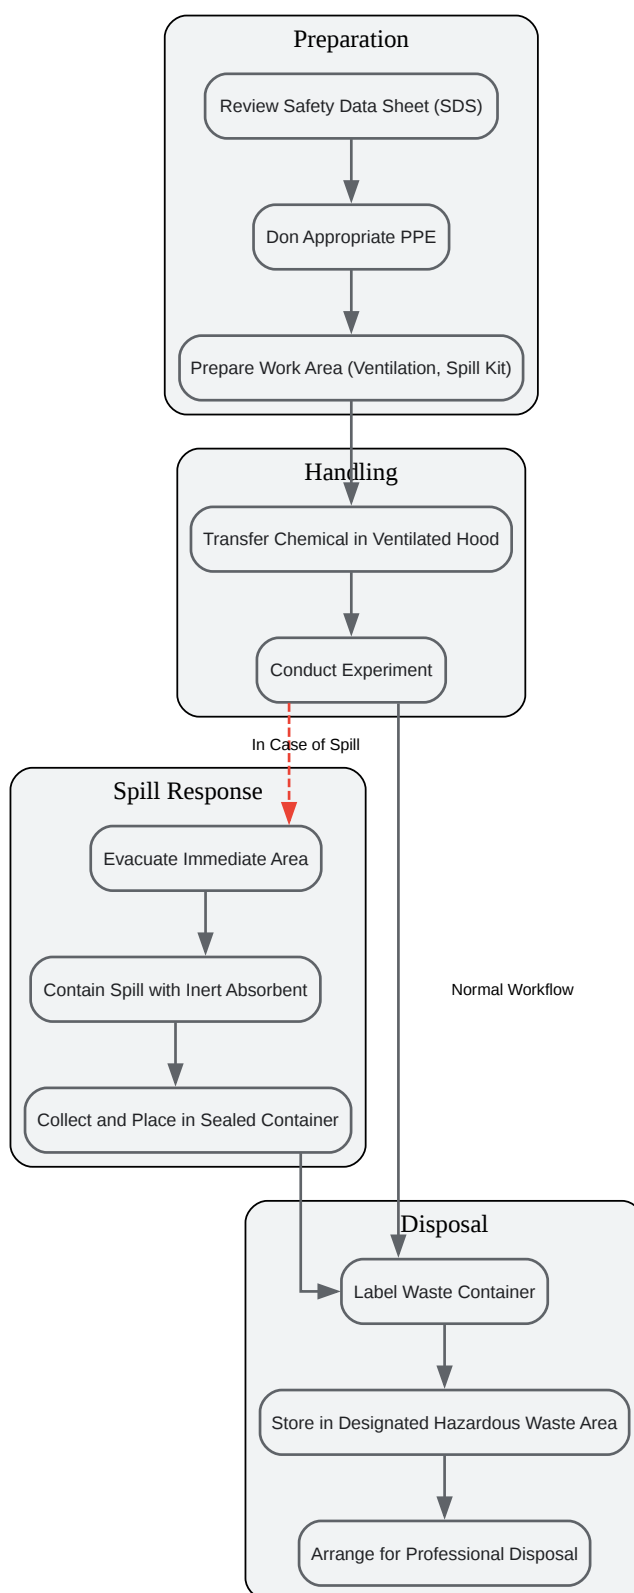 Preparation
Review Safety Data Sheet (SDS)
Don Appropriate PPE
Prepare Work Area (Ventilation, Spill Kit)
Handling
Transfer Chemical in Ventilated Hood
Conduct Experiment
In Case of Spill
Spill Response
Evacuate Immediate Area
Contain Spill with Inert Absorbent
Normal Workflow
Collect and Place in Sealed Container
Disposal
Label Waste Container
Store in Designated Hazardous Waste Area
Arrange for Professional Disposal